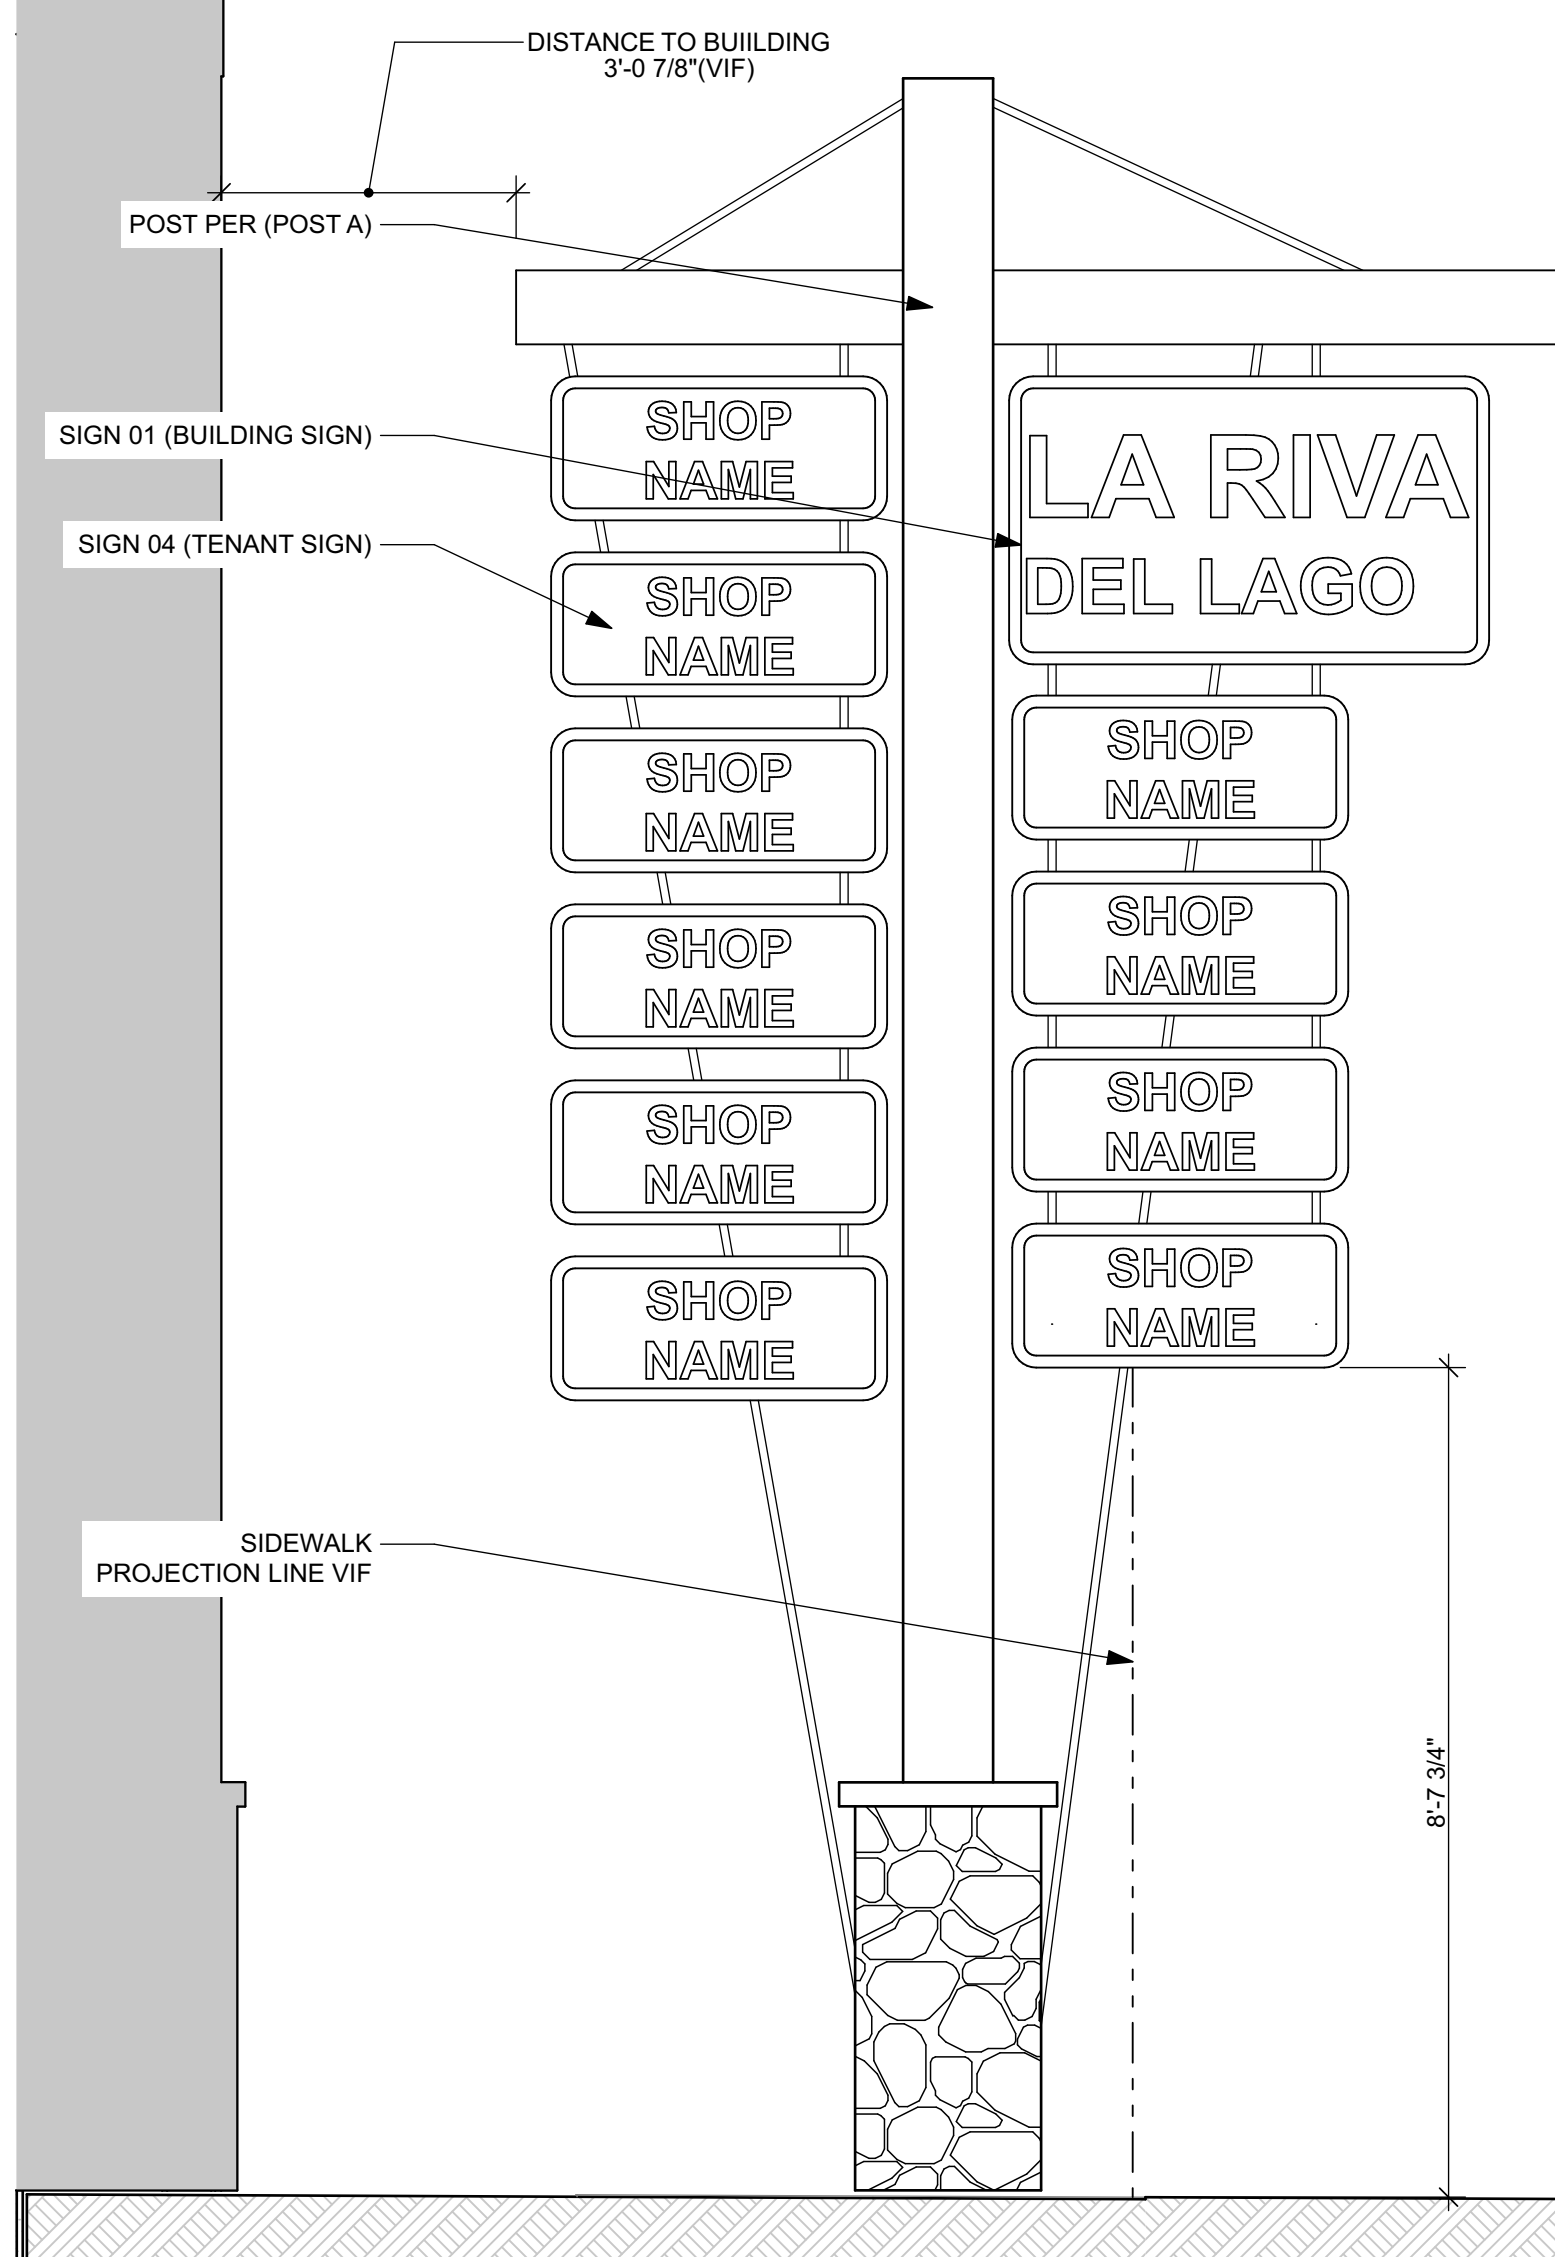 DISTANCE TO BUIILDING
3'-0 7/8"(VIF)
POST PER (POST A)
SIGN 01 (BUILDING SIGN)
SIGN 04 (TENANT SIGN)
SHOP
NAME
SHOP
NAME
SHOP
NAME
SHOP
NAME
SHOP
NAME
SHOP
NAME
LA RIVA
DEL LAGO
SHOP
NAME
SHOP
NAME
SHOP
NAME
SHOP
NAME
SIDEWALK
PROJECTION LINE VIF
8'-7 3/4"